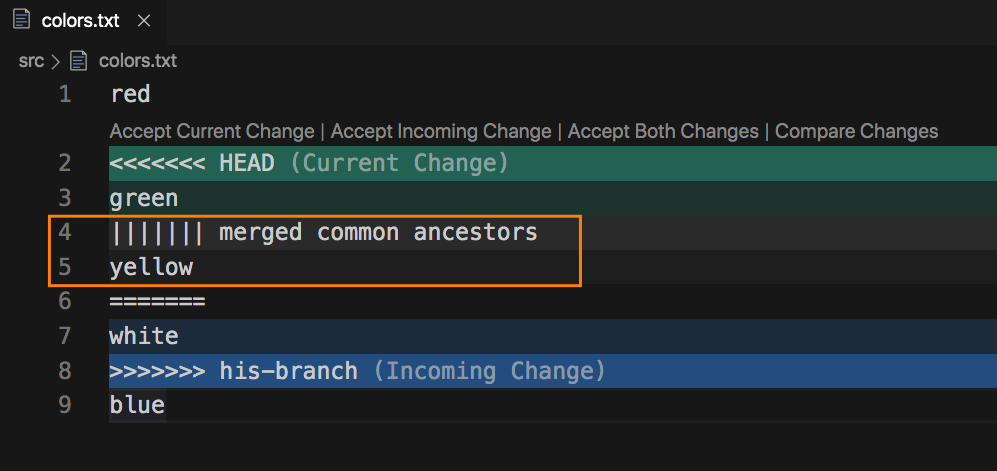 colors.txt
src > colors.txt
1 red
Accept Current Change | Accept Incoming Change | Accept Both Changes | Compare Changes
2 <<<<<<< HEAD (Current Change)
3 green
4 ||||||| merged common ancestors
5 yellow
6 =======
7 white
8 >>>>>>> his-branch (Incoming Change)
9 blue